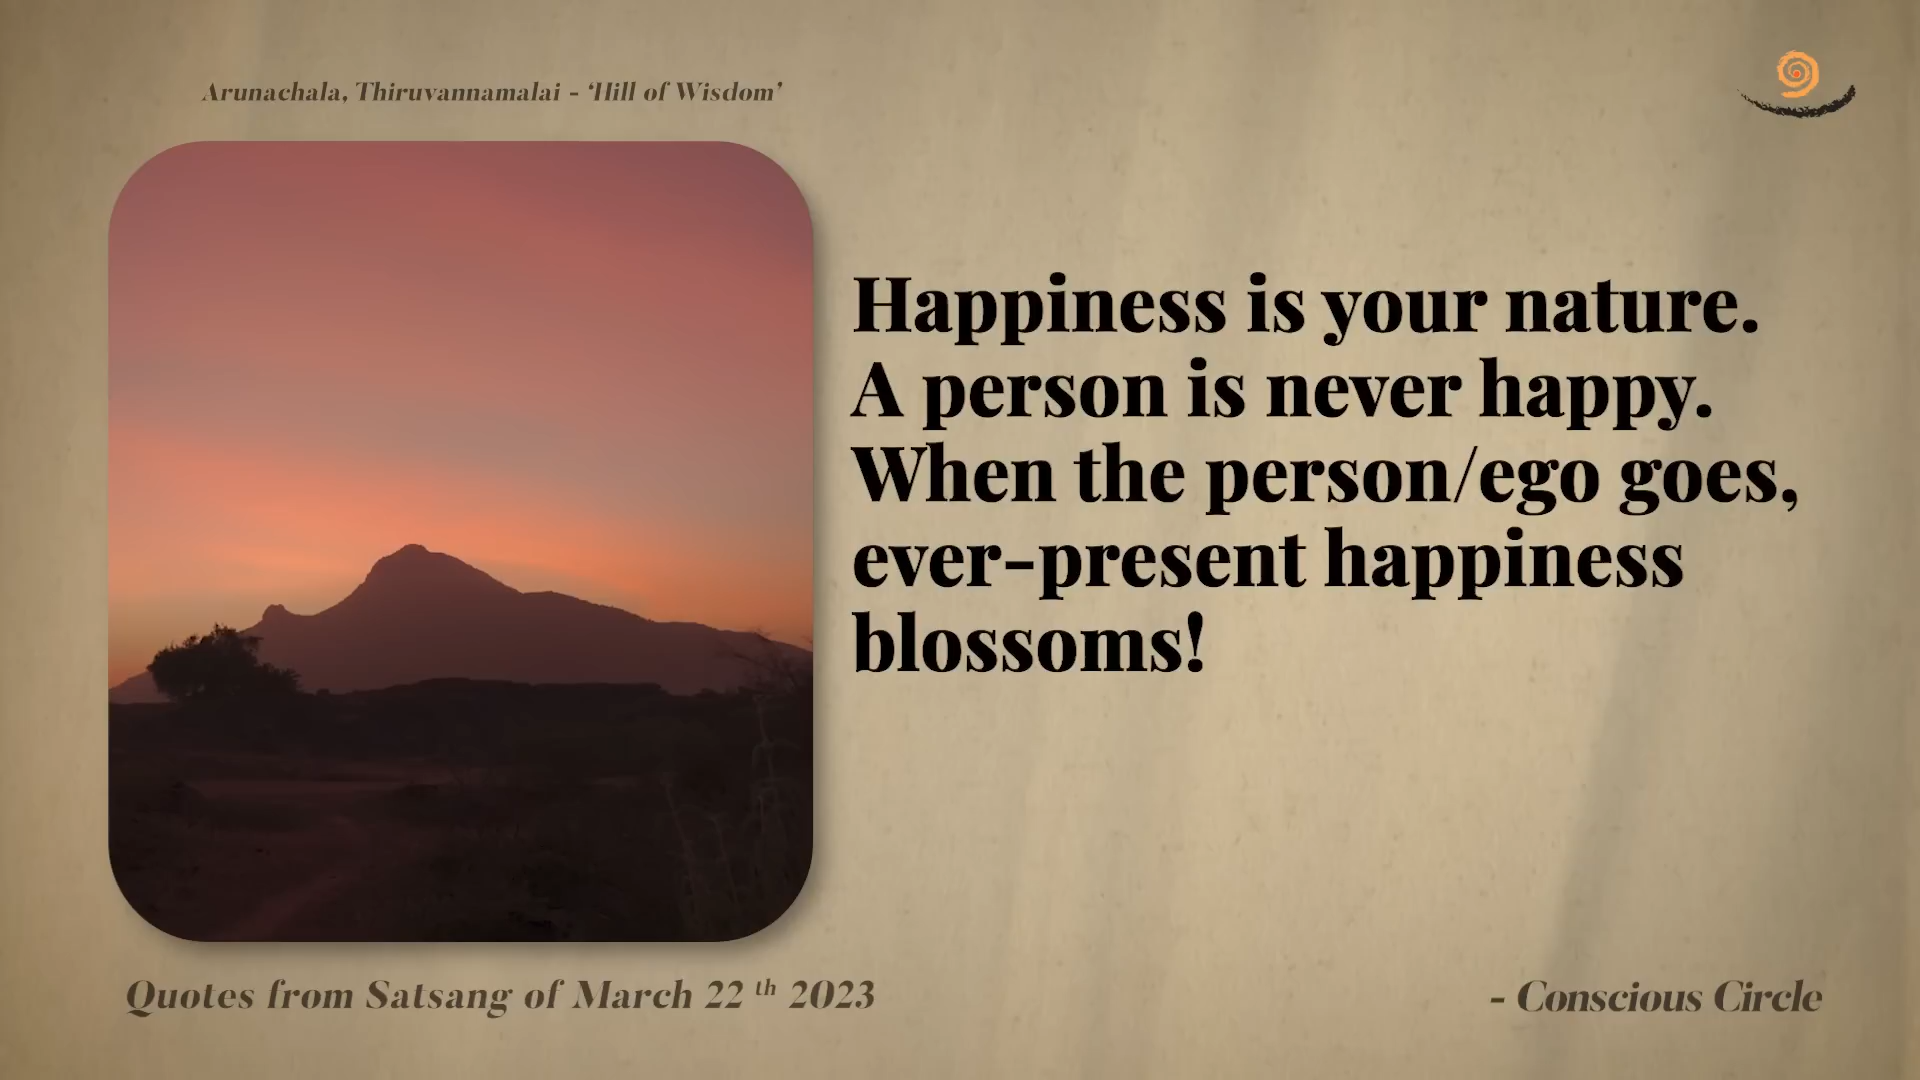 Arunachala, Thiruvannamalai - ‘Hill of Wisdom’
Happiness is your nature.
A person is never happy.
When the person/ego goes,
ever-present happiness
blossoms!
Quotes from Satsang of March 22 th 2023
- Conscious Circle